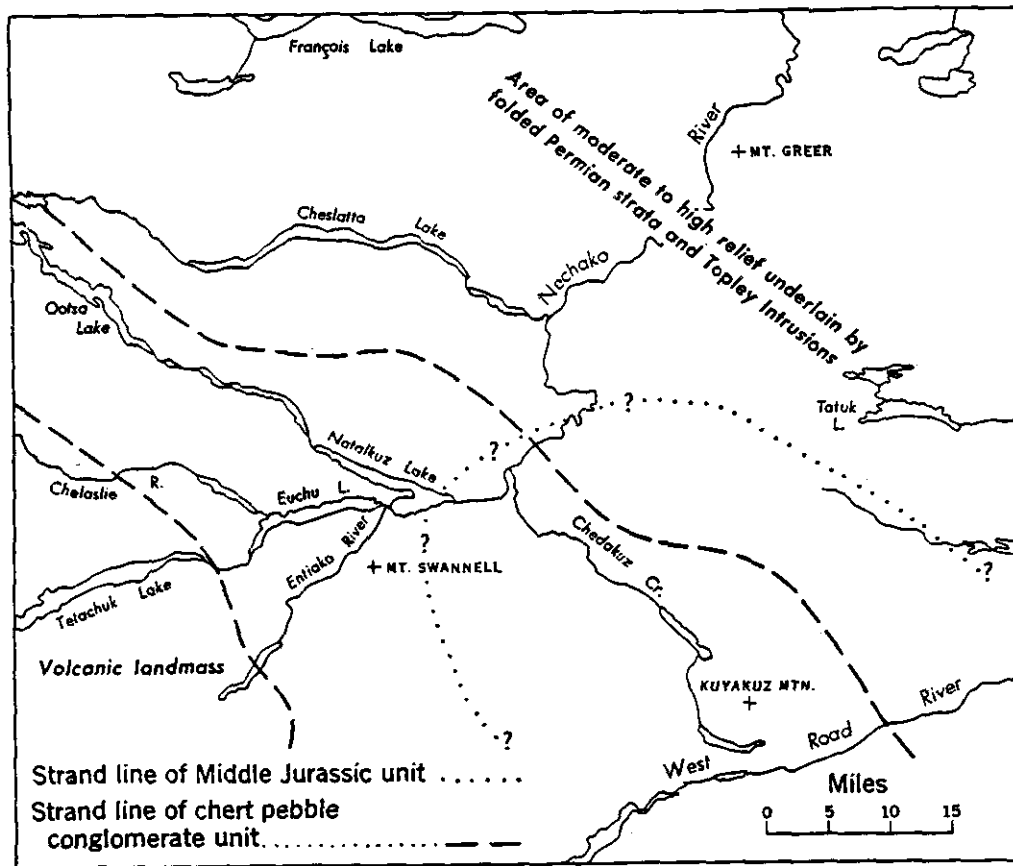 François Lake
Area of moderate to high relief underlain by
folded Permian strata and Topley Intrusions
River
MT. GREER
Cheslatta Lake
Nechako
Ootsa
Lake
Tatuk
L.
?
?
Natalkuz Lake
Chelaslie R.
Euchu L.
Entiako River
?
MT. SWANNELL
Chedakuz Cr.
?
Tetachuk Lake
Volcanic landmass
KUYAKUZ MTN.
?
West Road River
Strand line of Middle Jurassic unit ......
Strand line of chert pebble
conglomerate unit.............. — — —
Miles
0 5 10 15